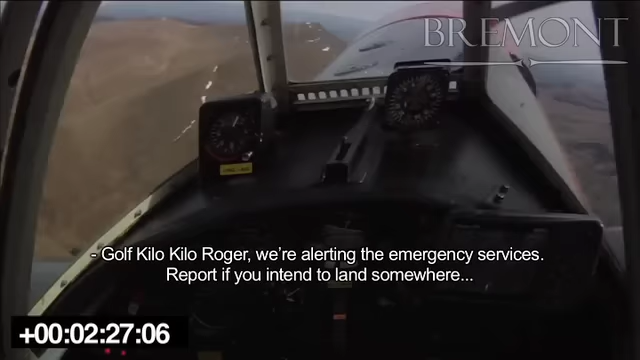 BREMONT
- Golf Kilo Kilo Roger, we're alerting the emergency services.
Report if you intend to land somewhere...
+00:02:27:06